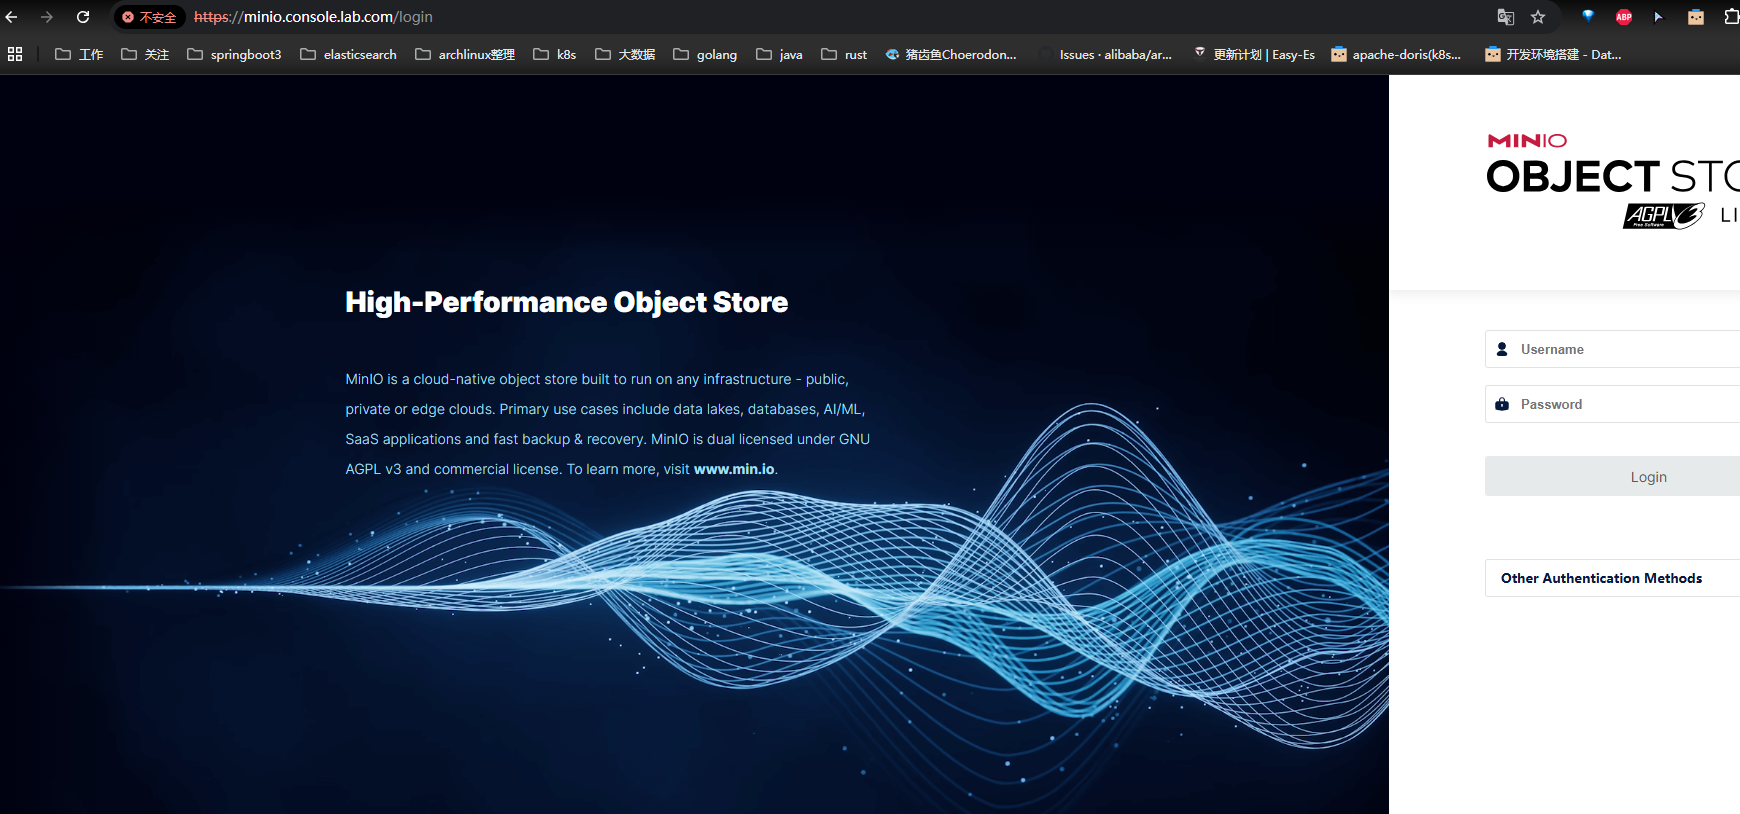 不安全 https://minio.console.lab.com/login
ABP
工作 关注 springboot3 elasticsearch archlinux整理 k8s 大数据 golang java rust 猪齿鱼Choerodon... Issues · alibaba/ar... 更新计划 | Easy-Es apache-doris(k8s... 开发环境搭建 - Dat...
MINIO
OBJECT STO
AGPL v3 LI
Free Software
High-Performance Object Store
MinIO is a cloud-native object store built to run on any infrastructure - public,
private or edge clouds. Primary use cases include data lakes, databases, AI/ML,
SaaS applications and fast backup & recovery. MinIO is dual licensed under GNU
AGPL v3 and commercial license. To learn more, visit www.min.io.
Username
Password
Login
Other Authentication Methods